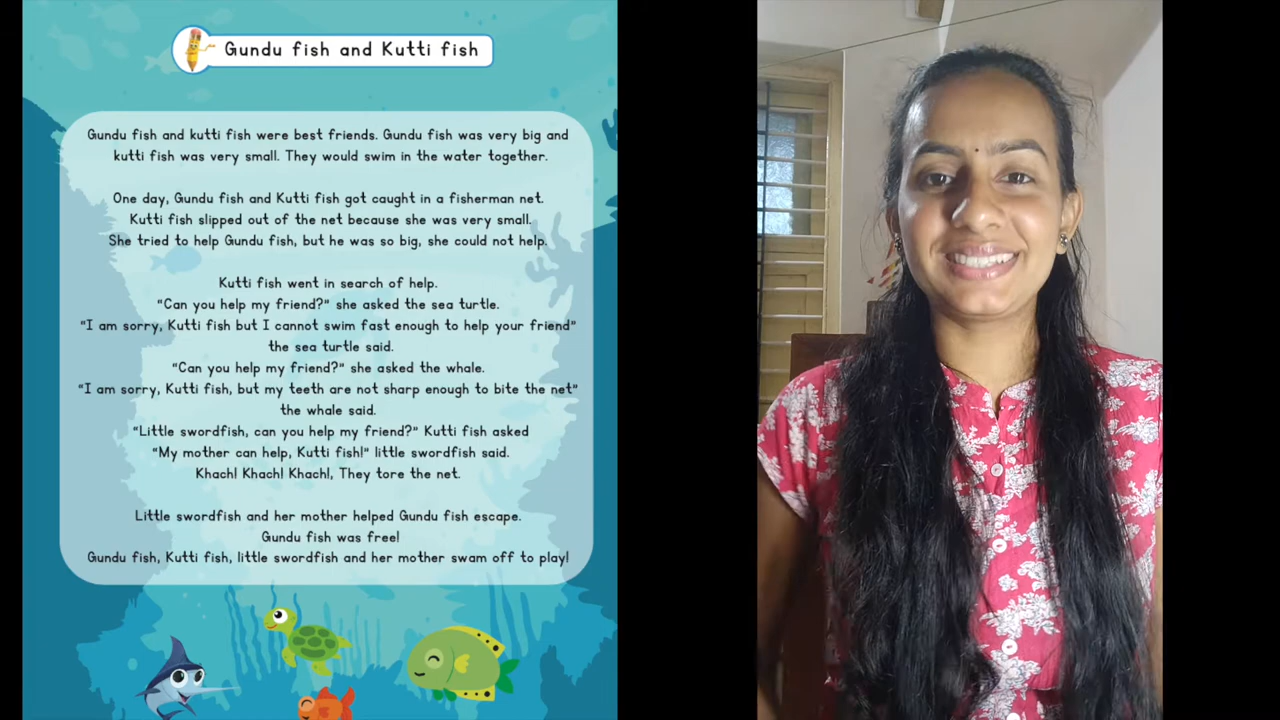 Gundu fish and Kutti fish
Gundu fish and kutti fish were best friends. Gundu fish was very big and
kutti fish was very small. They would swim in the water together.
One day, Gundu fish and Kutti fish got caught in a fisherman net.
Kutti fish slipped out of the net because she was very small.
She tried to help Gundu fish, but he was so big, she could not help.
Kutti fish went in search of help.
“Can you help my friend?” she asked the sea turtle.
“I am sorry, Kutti fish but I cannot swim fast enough to help your friend”
the sea turtle said.
“Can you help my friend?” she asked the whale.
“I am sorry, Kutti fish, but my teeth are not sharp enough to bite the net”
the whale said.
“Little swordfish, can you help my friend?” Kutti fish asked
“My mother can help, Kutti fish!” little swordfish said.
Khach! Khach! Khach!, They tore the net.
Little swordfish and her mother helped Gundu fish escape.
Gundu fish was free!
Gundu fish, Kutti fish, little swordfish and her mother swam off to play!